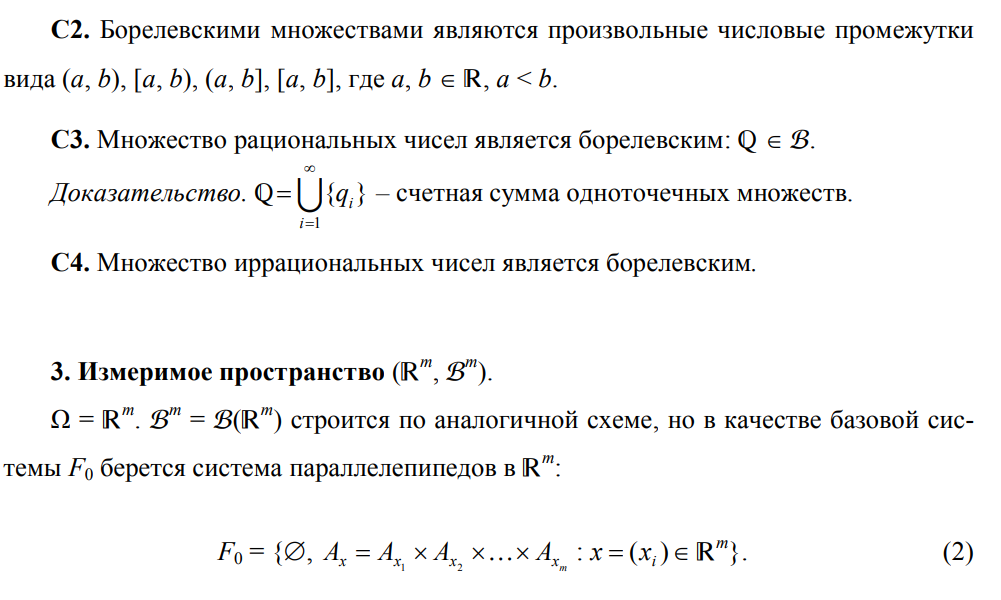 С2. Борелевскими множествами являются произвольные числовые промежутки
вида (a, b), [a, b), (a, b], [a, b], где a, b ∈ ℝ, a < b.
С3. Множество рациональных чисел является борелевским: ℚ ∈ ℬ.
Доказательство. ℚ = ⋃_{i=1}^{∞} {q_i} – счетная сумма одноточечных множеств.
С4. Множество иррациональных чисел является борелевским.
3. Измеримое пространство (ℝ^m, ℬ^m).
Ω = ℝ^m. ℬ^m = ℬ(ℝ^m) строится по аналогичной схеме, но в качестве базовой сис-
темы F_0 берется система параллелепипедов в ℝ^m:
F_0 = {∅, A_x = A_{x_1} × A_{x_2} ×…× A_{x_m} : x = (x_i) ∈ ℝ^m}. (2)